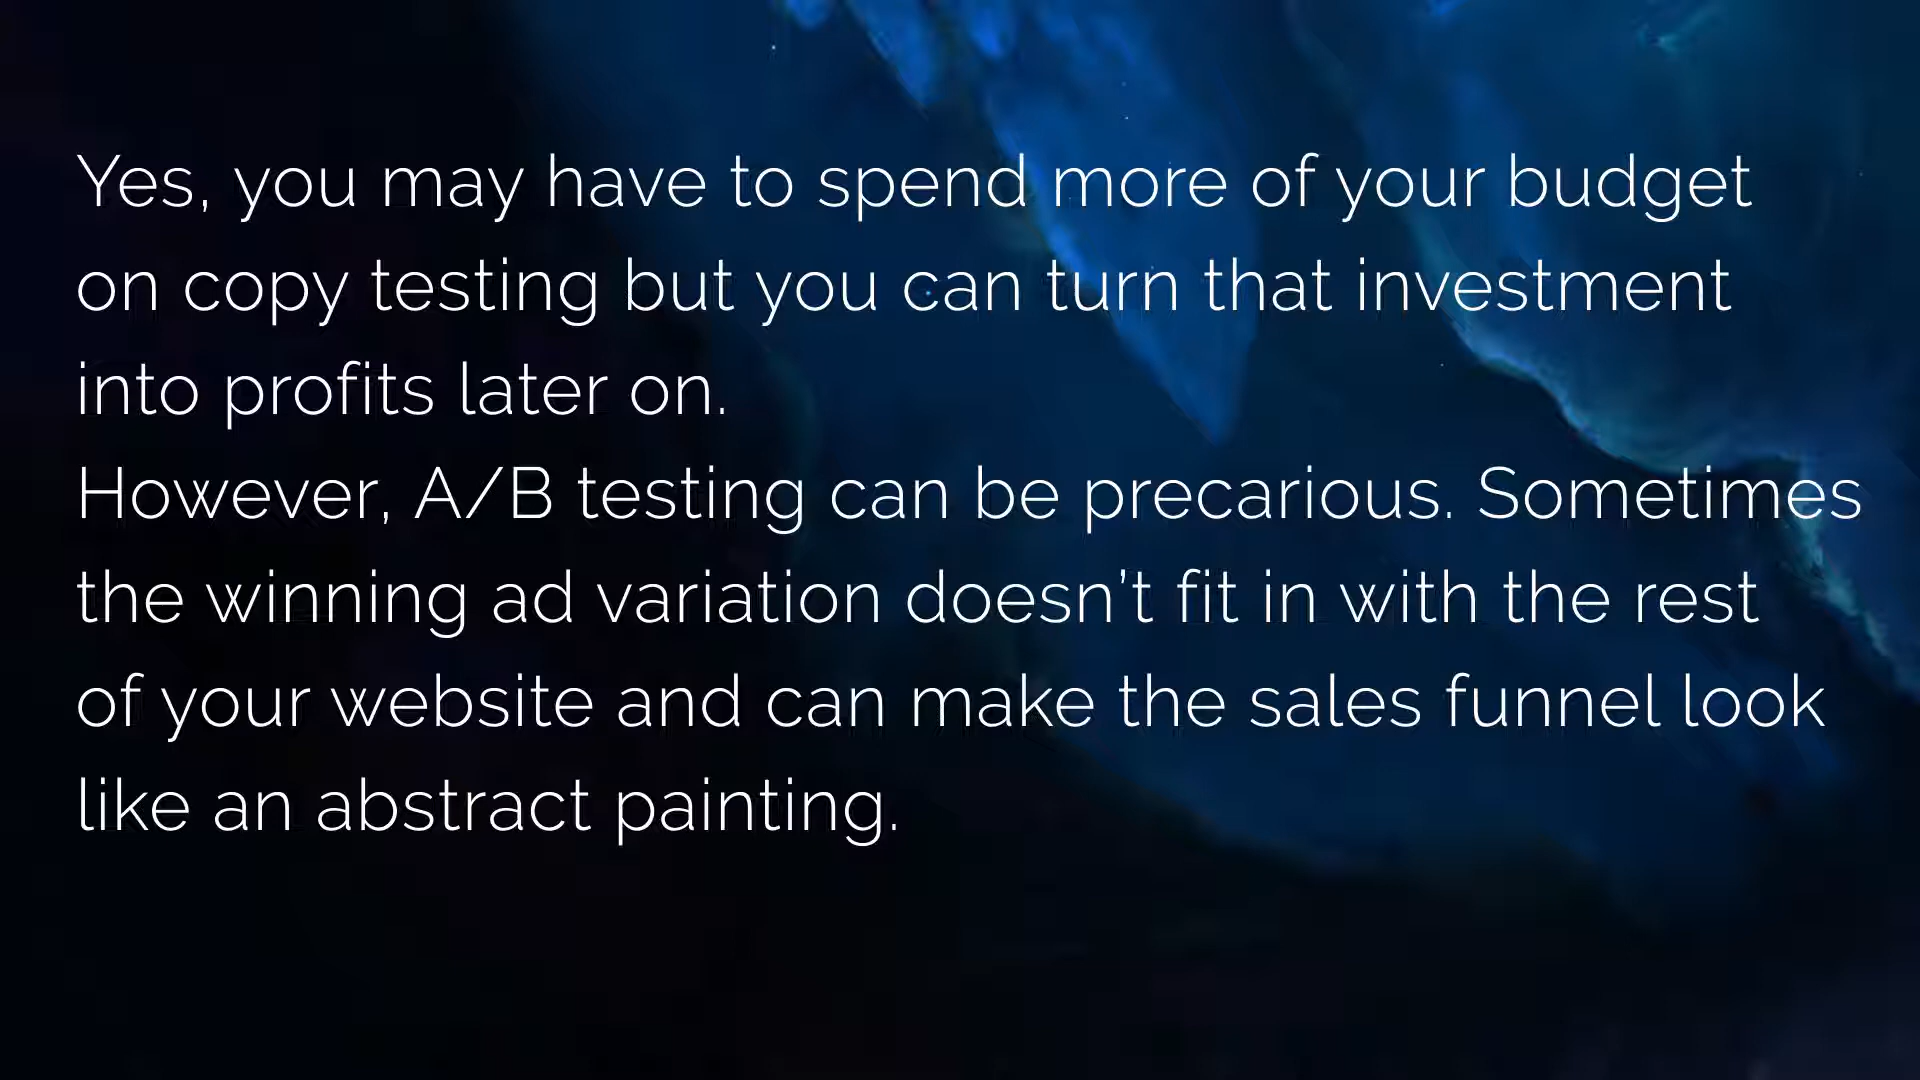 Yes, you may have to spend more of your budget
on copy testing but you can turn that investment
into profits later on.
However, A/B testing can be precarious. Sometimes
the winning ad variation doesn’t fit in with the rest
of your website and can make the sales funnel look
like an abstract painting.